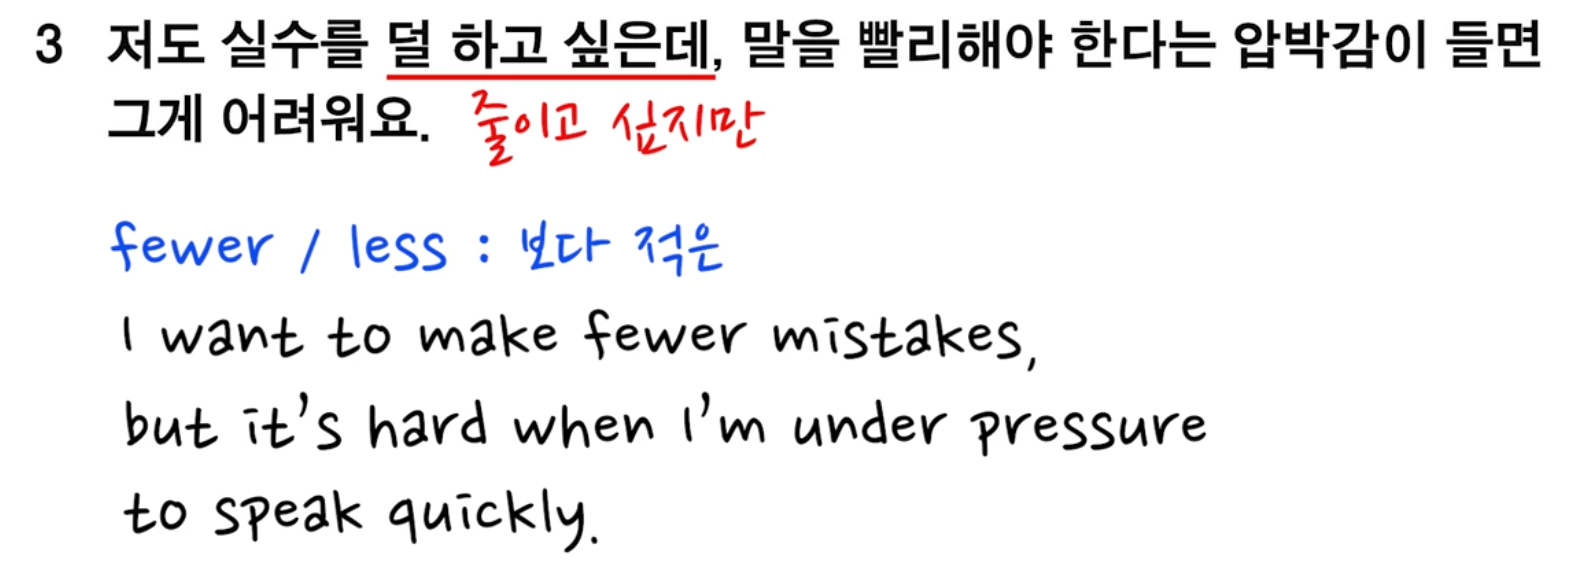 3 저도 실수를 덜 하고 싶은데, 말을 빨리해야 한다는 압박감이 들면
그게 어려워요. 줄이고 싶지만
fewer / less : 보다 적은
I want to make fewer mistakes,
but it's hard when I'm under pressure
to speak quickly.